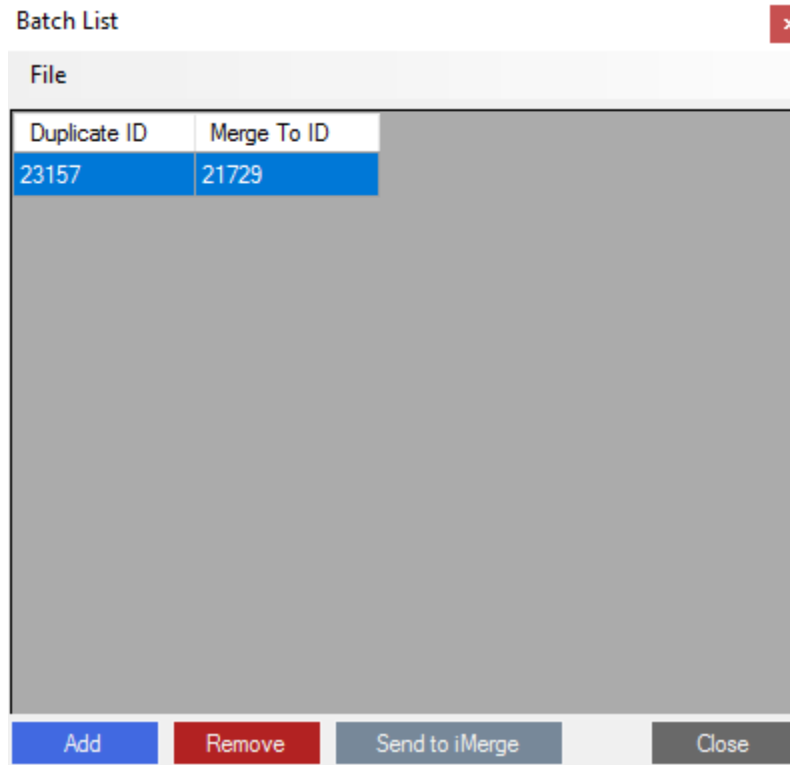 Batch List
File
Duplicate ID Merge To ID
23157 21729
Add Remove Send to iMerge Close